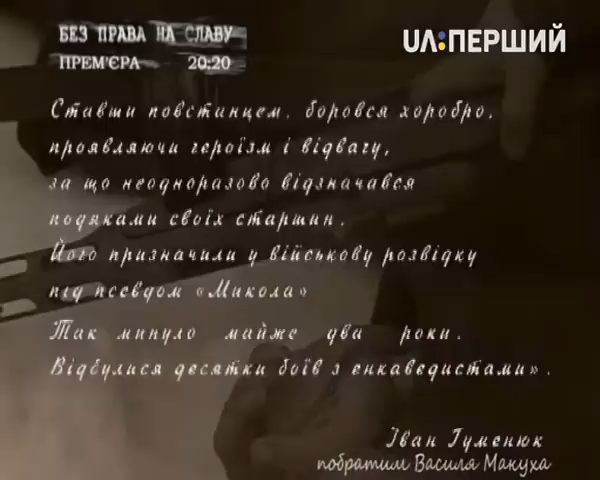 БЕЗ ПРАВА НА СЛАВУ
ПРЕМ'ЄРА 20:20
UA:ПЕРШИЙ
Ставши повстанцем, боровся хоробро,
проявляючи героїзм і відвагу,
за що неодноразово відзначався
подяками своїх старшин.
Його призначили у військову розвідку
під псевдом «Микола»
Так минуло майже два роки.
Відбулися десятки боїв з енкаведистами».
Іван Гуменюк
побратим Василя Макуха